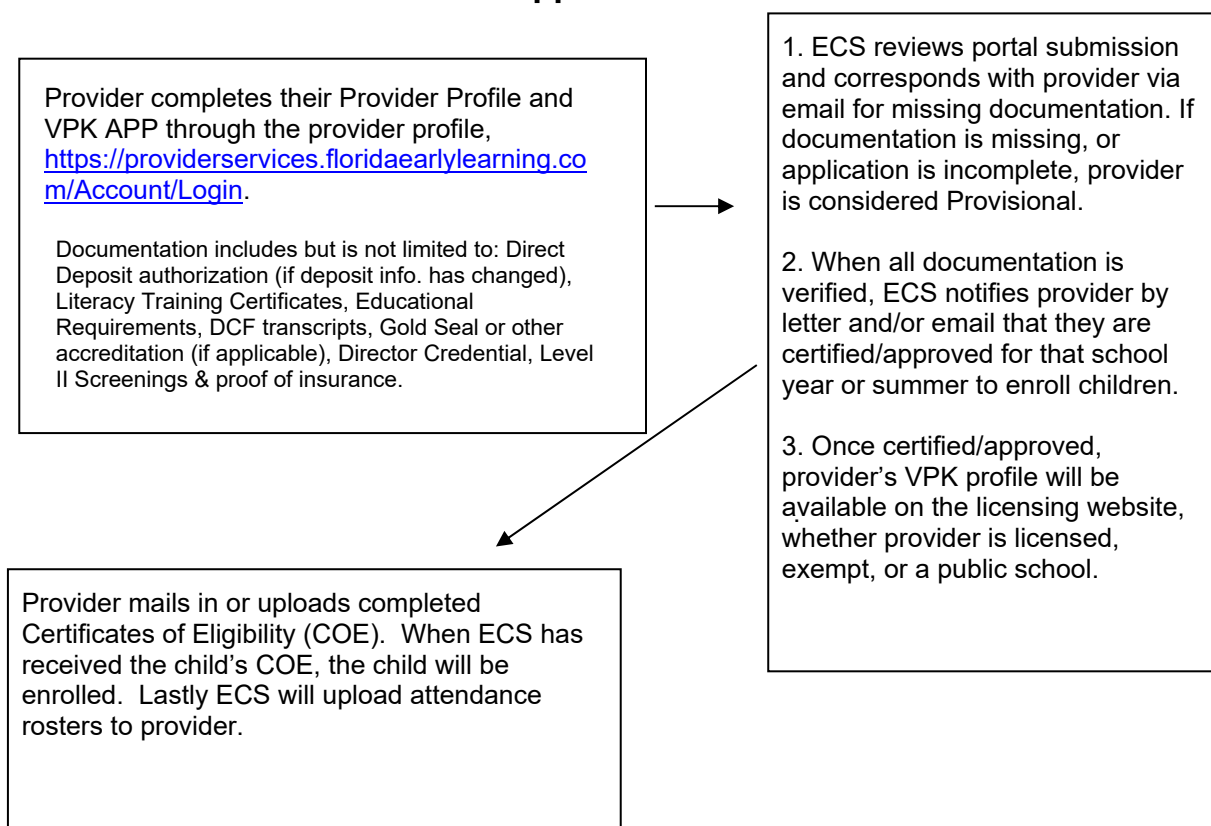 Provider completes their Provider Profile and
VPK APP through the provider profile,
https://providerservices.floridaearlylearning.co
m/Account/Login.
Documentation includes but is not limited to: Direct
Deposit authorization (if deposit info. has changed),
Literacy Training Certificates, Educational
Requirements, DCF transcripts, Gold Seal or other
accreditation (if applicable), Director Credential, Level
II Screenings & proof of insurance.
1. ECS reviews portal submission
and corresponds with provider via
email for missing documentation. If
documentation is missing, or
application is incomplete, provider
is considered Provisional.
2. When all documentation is
verified, ECS notifies provider by
letter and/or email that they are
certified/approved for that school
year or summer to enroll children.
3. Once certified/approved,
provider's VPK profile will be
available on the licensing website,
whether provider is licensed,
exempt, or a public school.
Provider mails in or uploads completed
Certificates of Eligibility (COE).  When ECS has
received the child's COE, the child will be
enrolled.  Lastly ECS will upload attendance
rosters to provider.